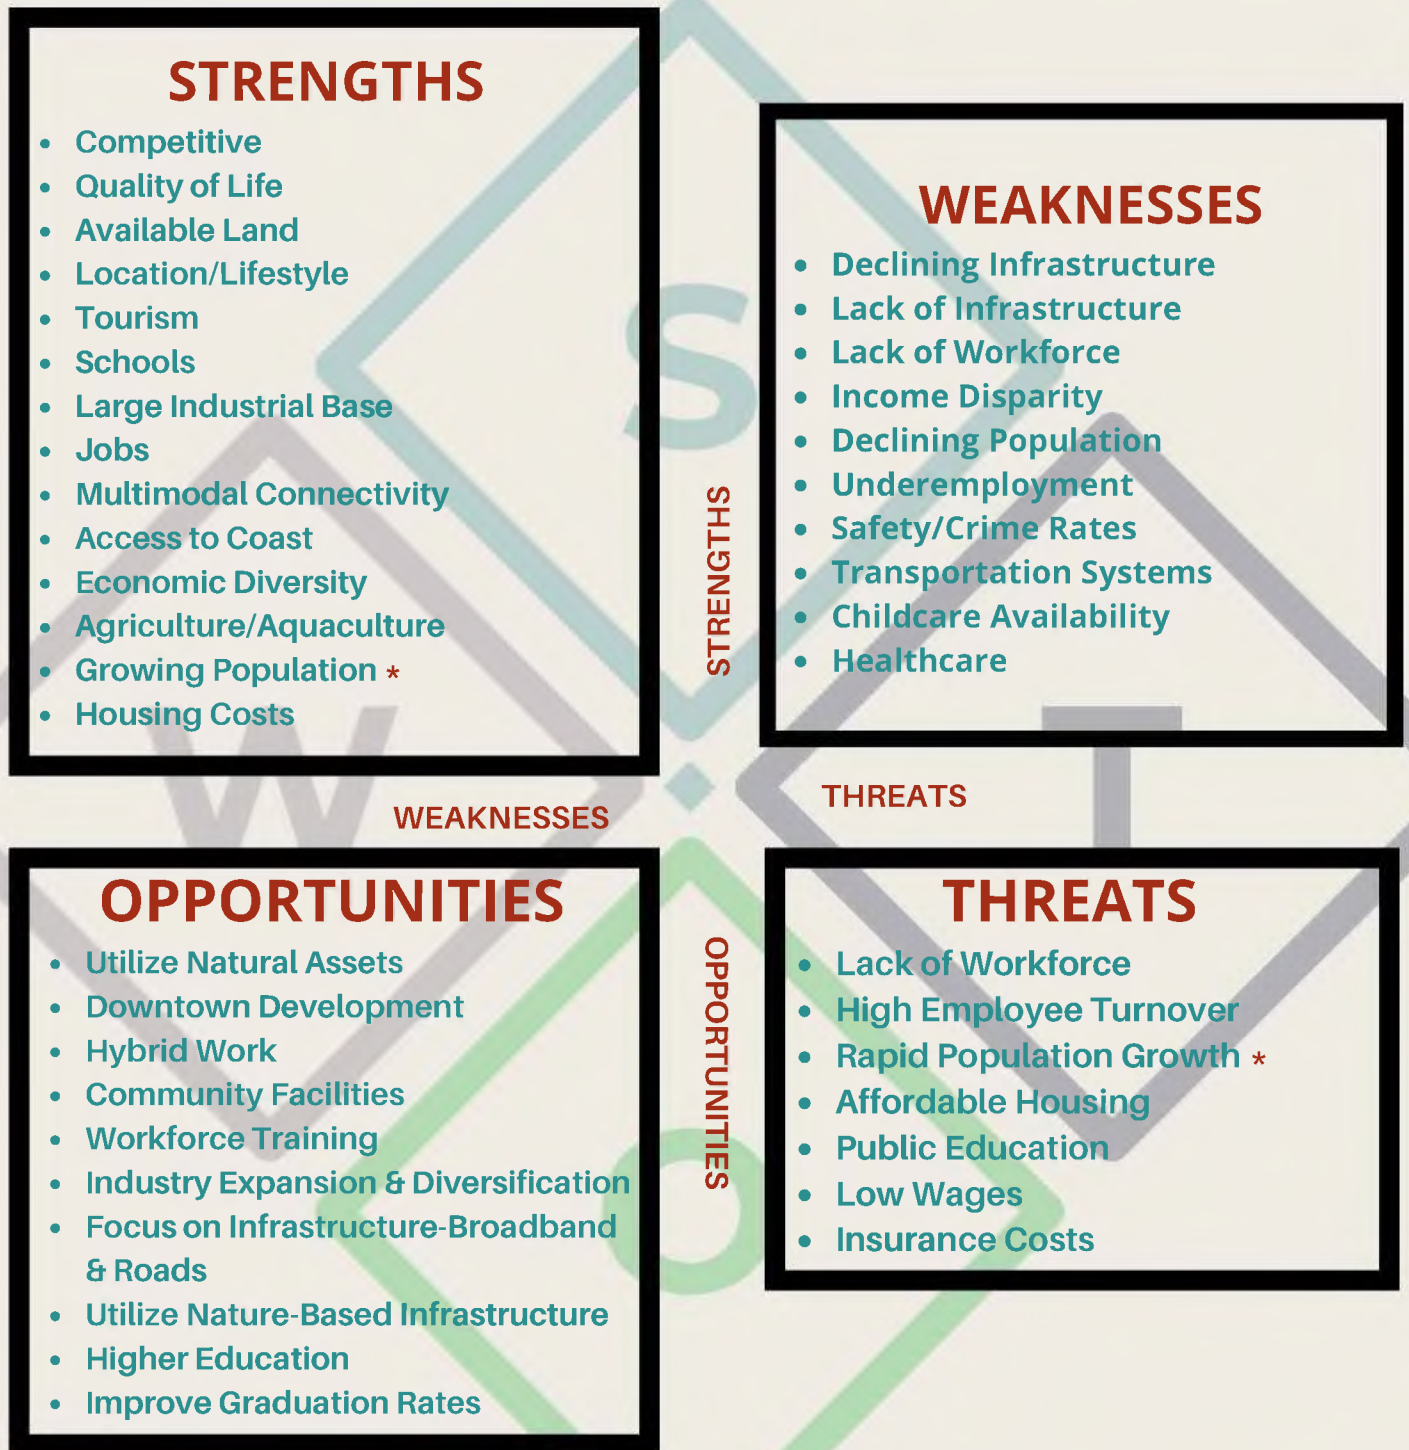 STRENGTHS
• Competitive
• Quality of Life
• Available Land
• Location/Lifestyle
• Tourism
• Schools
• Large Industrial Base
• Jobs
• Multimodal Connectivity
• Access to Coast
• Economic Diversity
• Agriculture/Aquaculture
• Growing Population *
• Housing Costs
WEAKNESSES
• Declining Infrastructure
• Lack of Infrastructure
• Lack of Workforce
• Income Disparity
• Declining Population
• Underemployment
• Safety/Crime Rates
• Transportation Systems
• Childcare Availability
• Healthcare
S
STRENGTHS
W
WEAKNESSES
T
THREATS
OPPORTUNITIES
• Utilize Natural Assets
• Downtown Development
• Hybrid Work
• Community Facilities
• Workforce Training
• Industry Expansion & Diversification
• Focus on Infrastructure-Broadband
& Roads
• Utilize Nature-Based Infrastructure
• Higher Education
• Improve Graduation Rates
O
OPPORTUNITIES
THREATS
• Lack of Workforce
• High Employee Turnover
• Rapid Population Growth *
• Affordable Housing
• Public Education
• Low Wages
• Insurance Costs